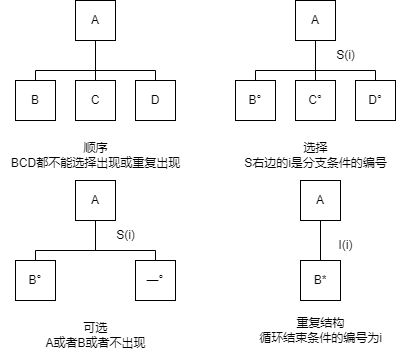 A
B
C
D
顺序
BCD都不能选择出现或重复出现
A
S(i)
B°
C°
D°
选择
S右边的i是分支条件的编号
A
S(i)
B°
—°
可选
A或者B或者不出现
A
I(i)
B*
重复结构
循环结束条件的编号为i